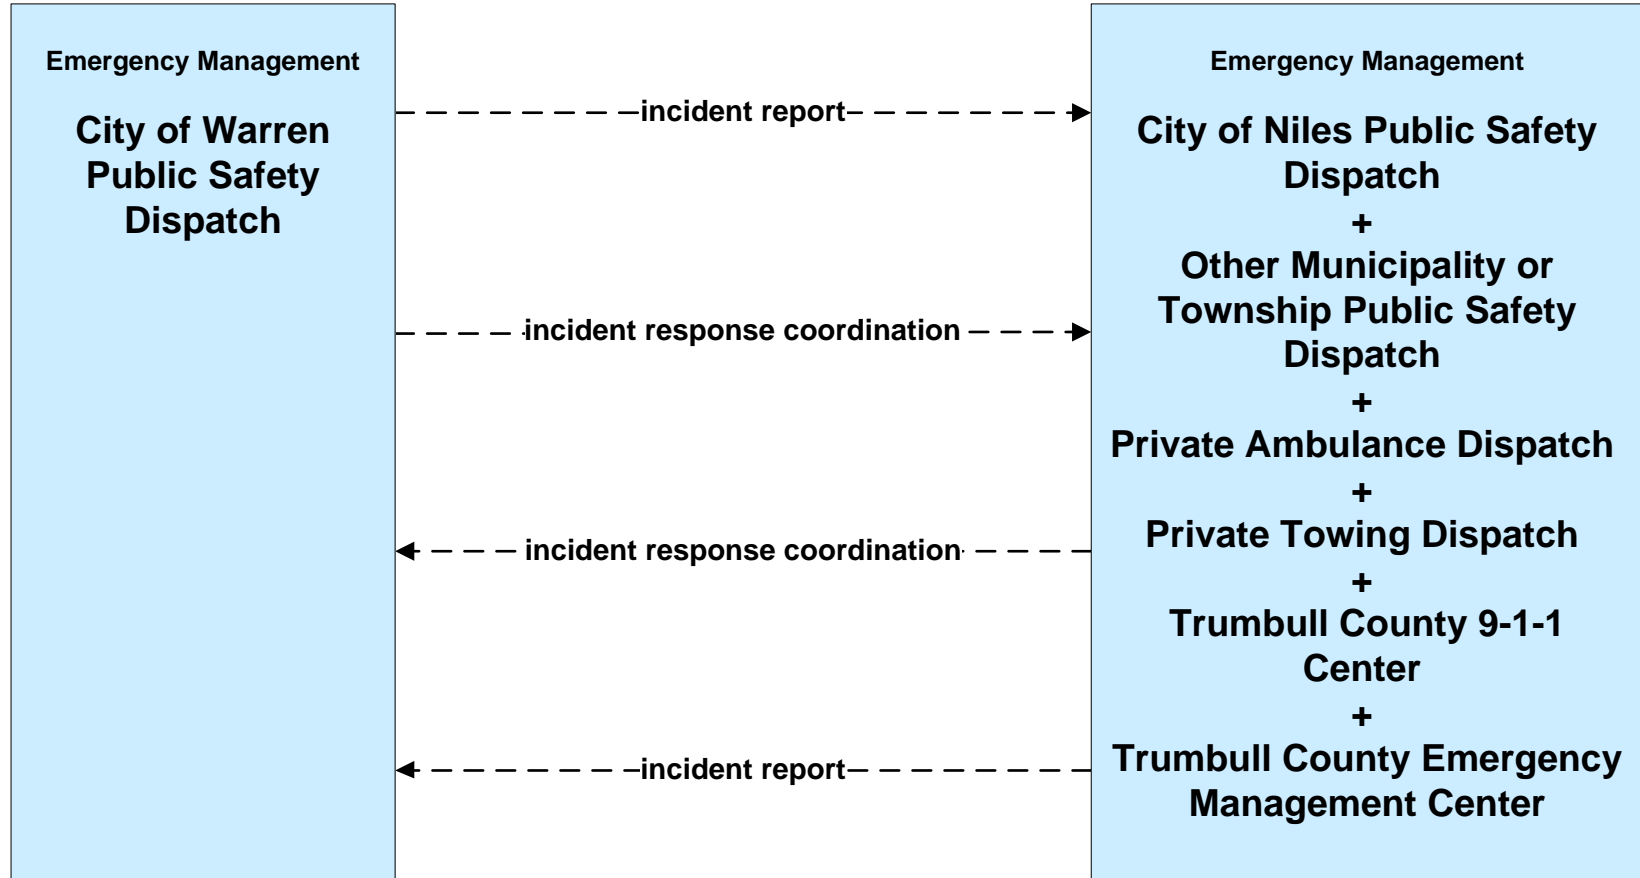 Emergency Management
City of Warren
Public Safety
Dispatch
incident report
incident response coordination
incident response coordination
incident report
Emergency Management
City of Niles Public Safety
Dispatch
+
Other Municipality or
Township Public Safety
Dispatch
+
Private Ambulance Dispatch
+
Private Towing Dispatch
+
Trumbull County 9-1-1
Center
+
Trumbull County Emergency
Management Center